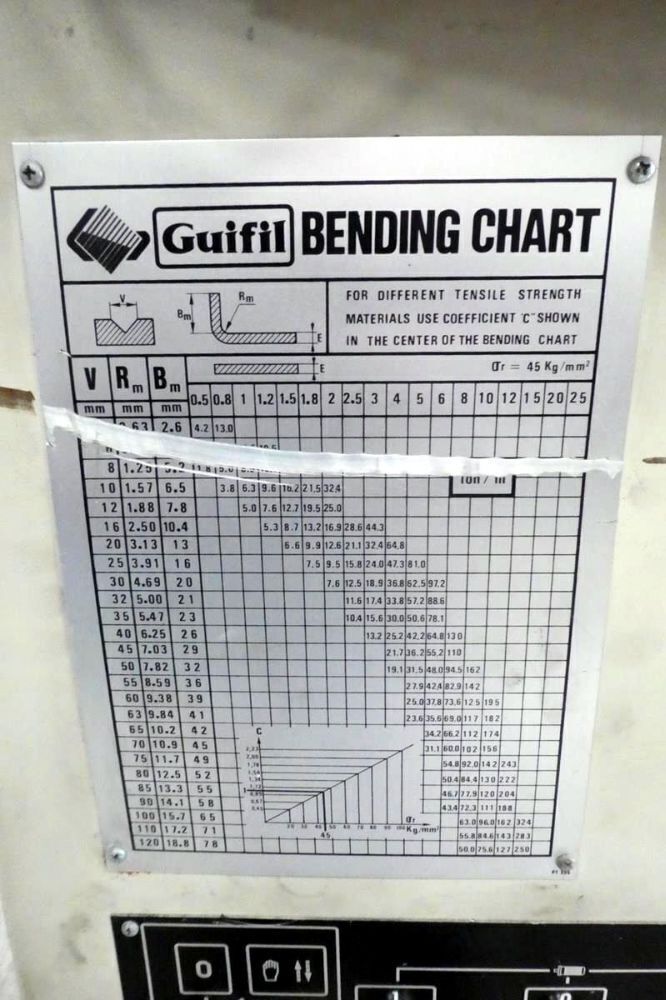 Guifil BENDING CHART
V
Rm
Bm
E
FOR DIFFERENT TENSILE STRENGTH
MATERIALS USE COEFFICIENT "C" SHOWN
IN THE CENTER OF THE BENDING CHART
E
σr = 45 Kg/mm²
V Rm Bm
mm mm mm 0.5 0.8 1 1.2 1.5 1.8 2 2.5 3 4 5 6 8 10 12 15 20 25
2.6 4.2 13.0
8 1.25
10 1.57 6.5 3.8 6.3 9.6 16.2 21.5 32.4
12 1.88 7.8 5.0 7.6 12.7 19.5 25.0
16 2.50 10.4 5.3 8.7 13.2 16.9 28.6 44.3
20 3.13 13 6.6 9.9 12.6 21.1 32.4 64.8
25 3.91 16 7.5 9.5 15.8 24.0 47.3 81.0
30 4.69 20 7.6 12.5 18.9 36.8 62.5 97.2
32 5.00 21 11.6 17.4 33.8 57.2 88.6
35 5.47 23 10.4 15.6 30.0 50.6 78.1
40 6.25 26 13.2 25.2 42.2 64.8 130
45 7.03 29 21.7 36.2 55.2 110
50 7.82 32 19.1 31.5 48.0 94.5 162
55 8.59 36 27.9 42.4 82.9 142
60 9.38 39 25.0 37.8 73.6 125 195
63 9.84 41 23.6 35.6 69.0 117 182
65 10.2 42 34.2 66.2 112 174
70 10.9 45 31.1 60.0 102 156
75 11.7 49 54.8 92.0 142 243
80 12.5 52 50.4 84.4 130 222
85 13.3 55 46.7 77.9 120 204
90 14.1 58 43.4 72.3 111 188
100 15.7 65 63.0 96.0 162 324
110 17.2 71 55.8 84.6 143 283
120 18.8 78 50.0 75.6 127 250
C
σr
Kg/mm²
45
0